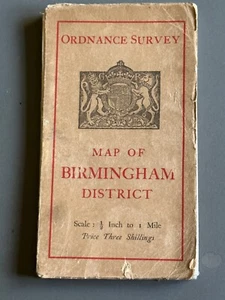 ORDNANCE SURVEY
MAP OF
BIRMINGHAM
DISTRICT
Scale: ½ Inch to 1 Mile
Price Three Shillings